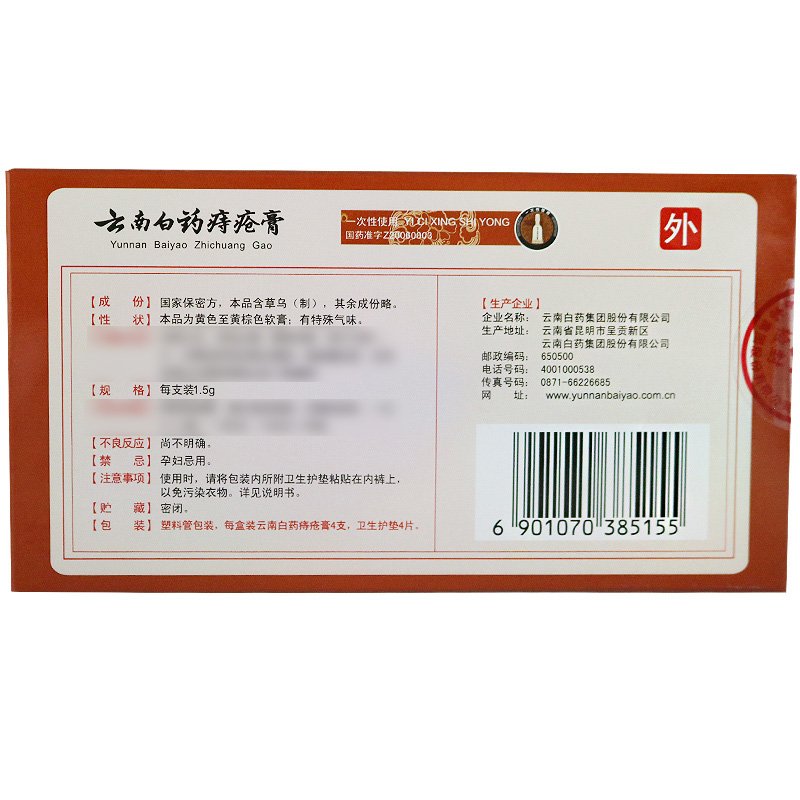 云南白药痔疮膏
Yunnan Baiyao Zhichuang Gao
一次性使用 YI CI XING SHI YONG
国药准字Z20080003
外
【成份】国家保密方，本品含草乌（制），其余成份略。
【性状】本品为黄色至黄棕色软膏；有特殊气味。
【规格】每支装1.5g
【不良反应】尚不明确。
【禁忌】孕妇忌用。
【注意事项】使用时，请将包装内所附卫生护垫粘贴在内裤上，
以免污染衣物。详见说明书。
【贮藏】密闭。
【包装】塑料管包装，每盒装云南白药痔疮膏4支，卫生护垫4片。
【生产企业】
企业名称：云南白药集团股份有限公司
生产地址：云南省昆明市呈贡新区
云南白药集团股份有限公司
邮政编码：650500
电话号码：4001000538
传真号码：0871-66226685
网址：www.yunnanbaiyao.com.cn
6 901070 385155